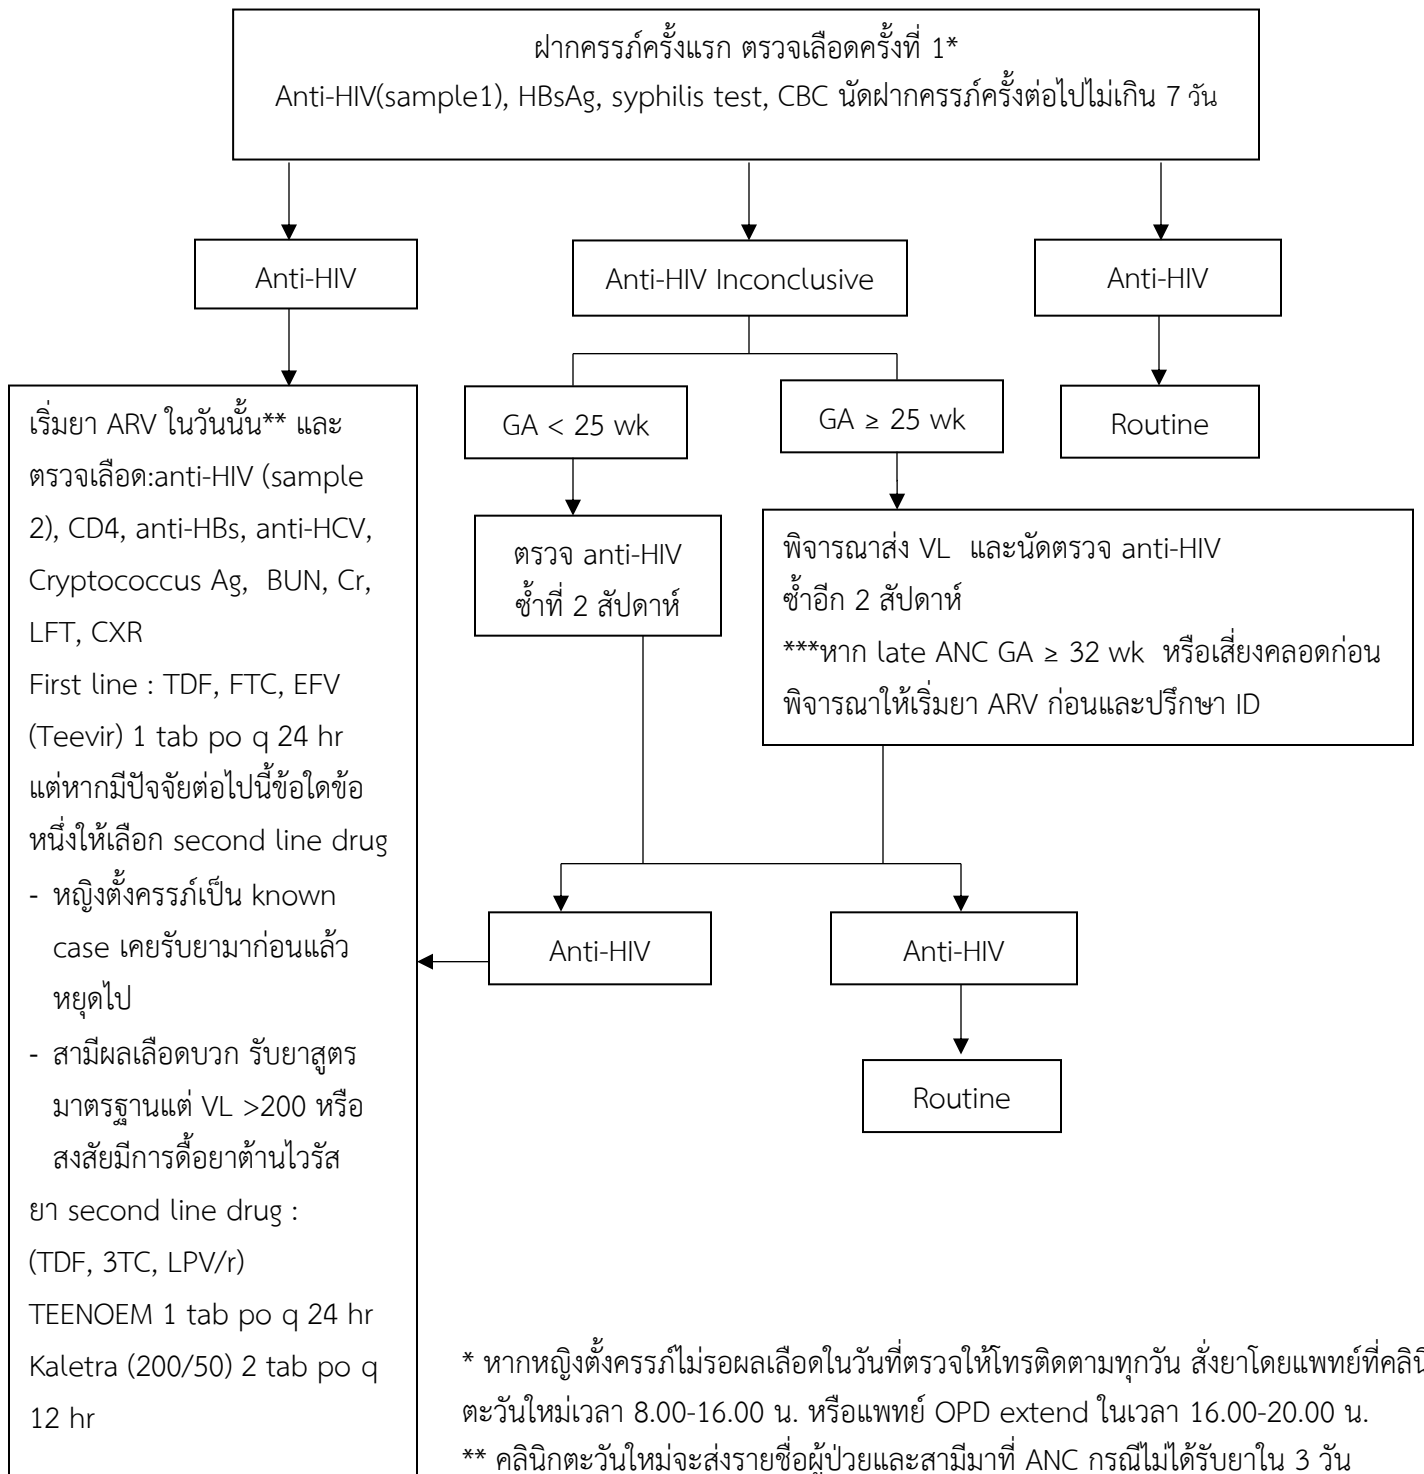 ฝากครรภ์ครั้งแรก ตรวจเลือดครั้งที่ 1*
Anti-HIV(sample1), HBsAg, syphilis test, CBC นัดฝากครรภ์ครั้งต่อไปไม่เกิน 7 วัน
Anti-HIV
Anti-HIV Inconclusive
Anti-HIV
GA < 25 wk
GA ≥ 25 wk
Routine
เริ่มยา ARV ในวันนั้น** และ
ตรวจเลือด:anti-HIV (sample
2), CD4, anti-HBs, anti-HCV,
Cryptococcus Ag, BUN, Cr,
LFT, CXR
First line : TDF, FTC, EFV
(Teevir) 1 tab po q 24 hr
แต่หากมีปัจจัยต่อไปนี้ข้อใดข้อ
หนึ่งให้เลือก second line drug
- หญิงตั้งครรภ์เป็น known
case เคยรับยามาก่อนแล้ว
หยุดไป
- สามีผลเลือดบวก รับยาสูตร
มาตรฐานแต่ VL >200 หรือ
สงสัยมีการดื้อยาต้านไวรัส
ยา second line drug :
(TDF, 3TC, LPV/r)
TEENOEM 1 tab po q 24 hr
Kaletra (200/50) 2 tab po q
12 hr
ตรวจ anti-HIV
ซ้ำที่ 2 สัปดาห์
พิจารณาส่ง VL และนัดตรวจ anti-HIV
ซ้ำอีก 2 สัปดาห์
***หาก late ANC GA ≥ 32 wk หรือเสี่ยงคลอดก่อน
พิจารณาให้เริ่มยา ARV ก่อนและปรึกษา ID
Anti-HIV
Anti-HIV
Routine
* หากหญิงตั้งครรภ์ไม่รอผลเลือดในวันที่ตรวจให้โทรติดตามทุกวัน สั่งยาโดยแพทย์ที่คลินิ
ตะวันใหม่เวลา 8.00-16.00 น. หรือแพทย์ OPD extend ในเวลา 16.00-20.00 น.
** คลินิกตะวันใหม่จะส่งรายชื่อผู้ป่วยและสามีมาที่ ANC กรณีไม่ได้รับยาใน 3 วัน